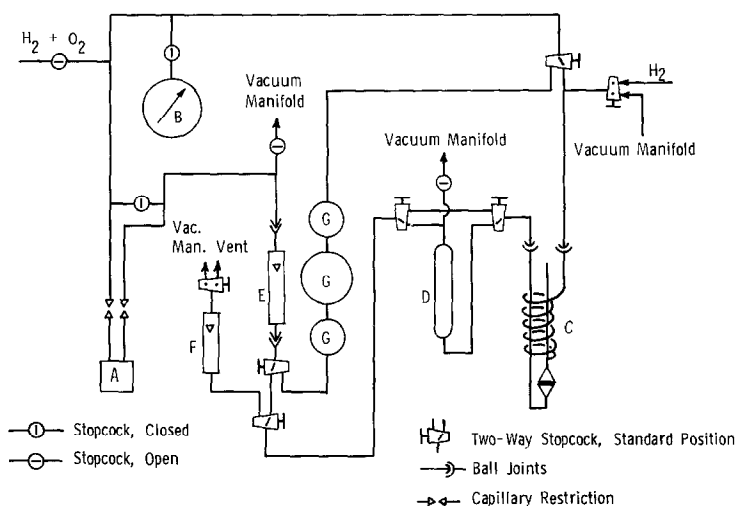 H2 + O2
B
Vacuum
Manifold
H2
Vacuum Manifold
Vacuum Manifold
G
G
G
Vac.
Man. Vent
E
F
D
C
A
Stopcock, Closed
Stopcock, Open
Two-Way Stopcock, Standard Position
Ball Joints
Capillary Restriction